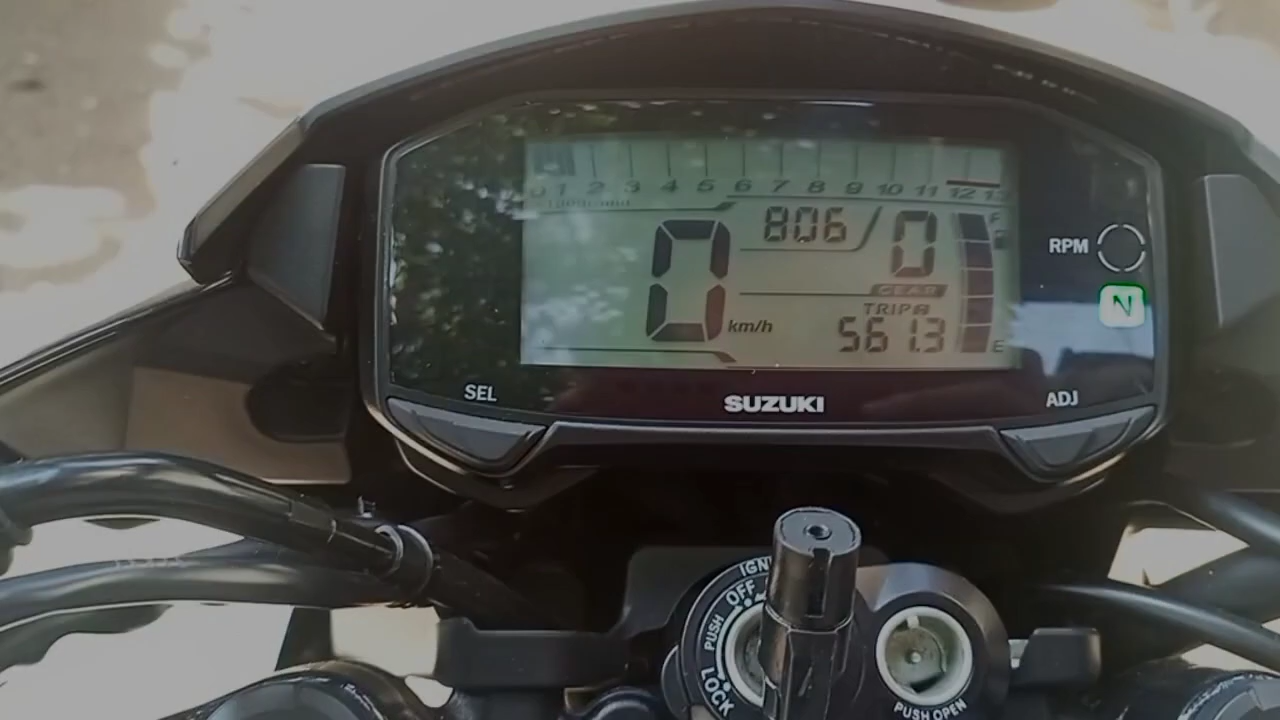 0 1 2 3 4 5 6 7 8 9 10 11 12 13
806 0
F
RPM
GEAR
N
0 km/h
TRIP A
561.3
E
SEL
SUZUKI
ADJ
OFF
PUSH
LOCK
PUSH OPEN